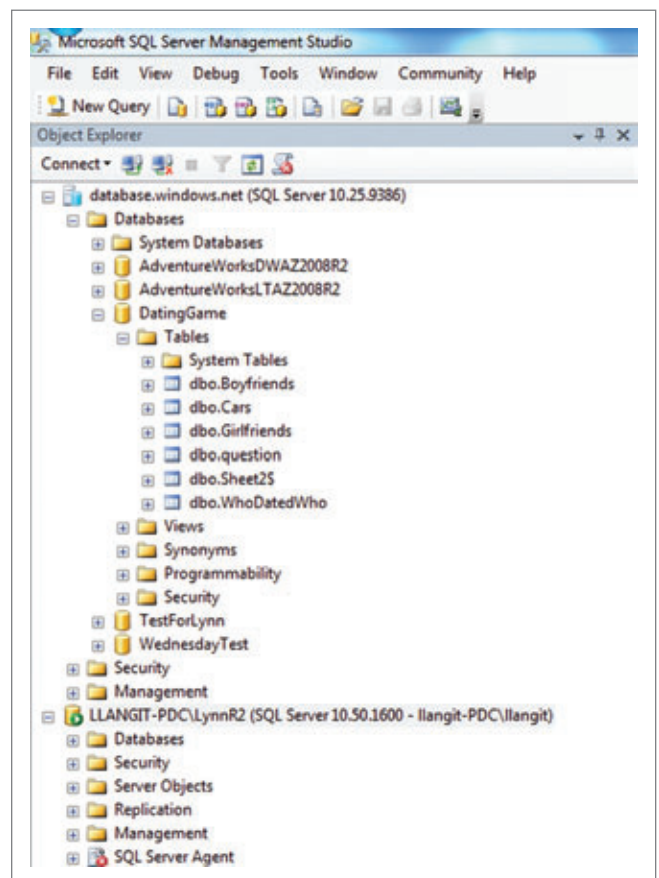 Microsoft SQL Server Management Studio
File Edit View Debug Tools Window Community Help
New Query
Object Explorer
Connect
database.windows.net (SQL Server 10.25.9386)
Databases
System Databases
AdventureWorksDWAZ2008R2
AdventureWorksLTAZ2008R2
DatingGame
Tables
System Tables
dbo.Boyfriends
dbo.Cars
dbo.Girlfriends
dbo.question
dbo.Sheet2$
dbo.WhoDatedWho
Views
Synonyms
Programmability
Security
TestForLynn
WednesdayTest
Security
Management
LLANGIT-PDC\LynnR2 (SQL Server 10.50.1600 - llangit-PDC\llangit)
Databases
Security
Server Objects
Replication
Management
SQL Server Agent